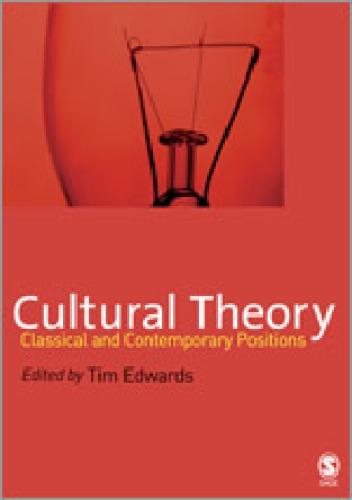 Cultural Theory
Classical and Contemporary Positions
Edited by Tim Edwards
SAGE